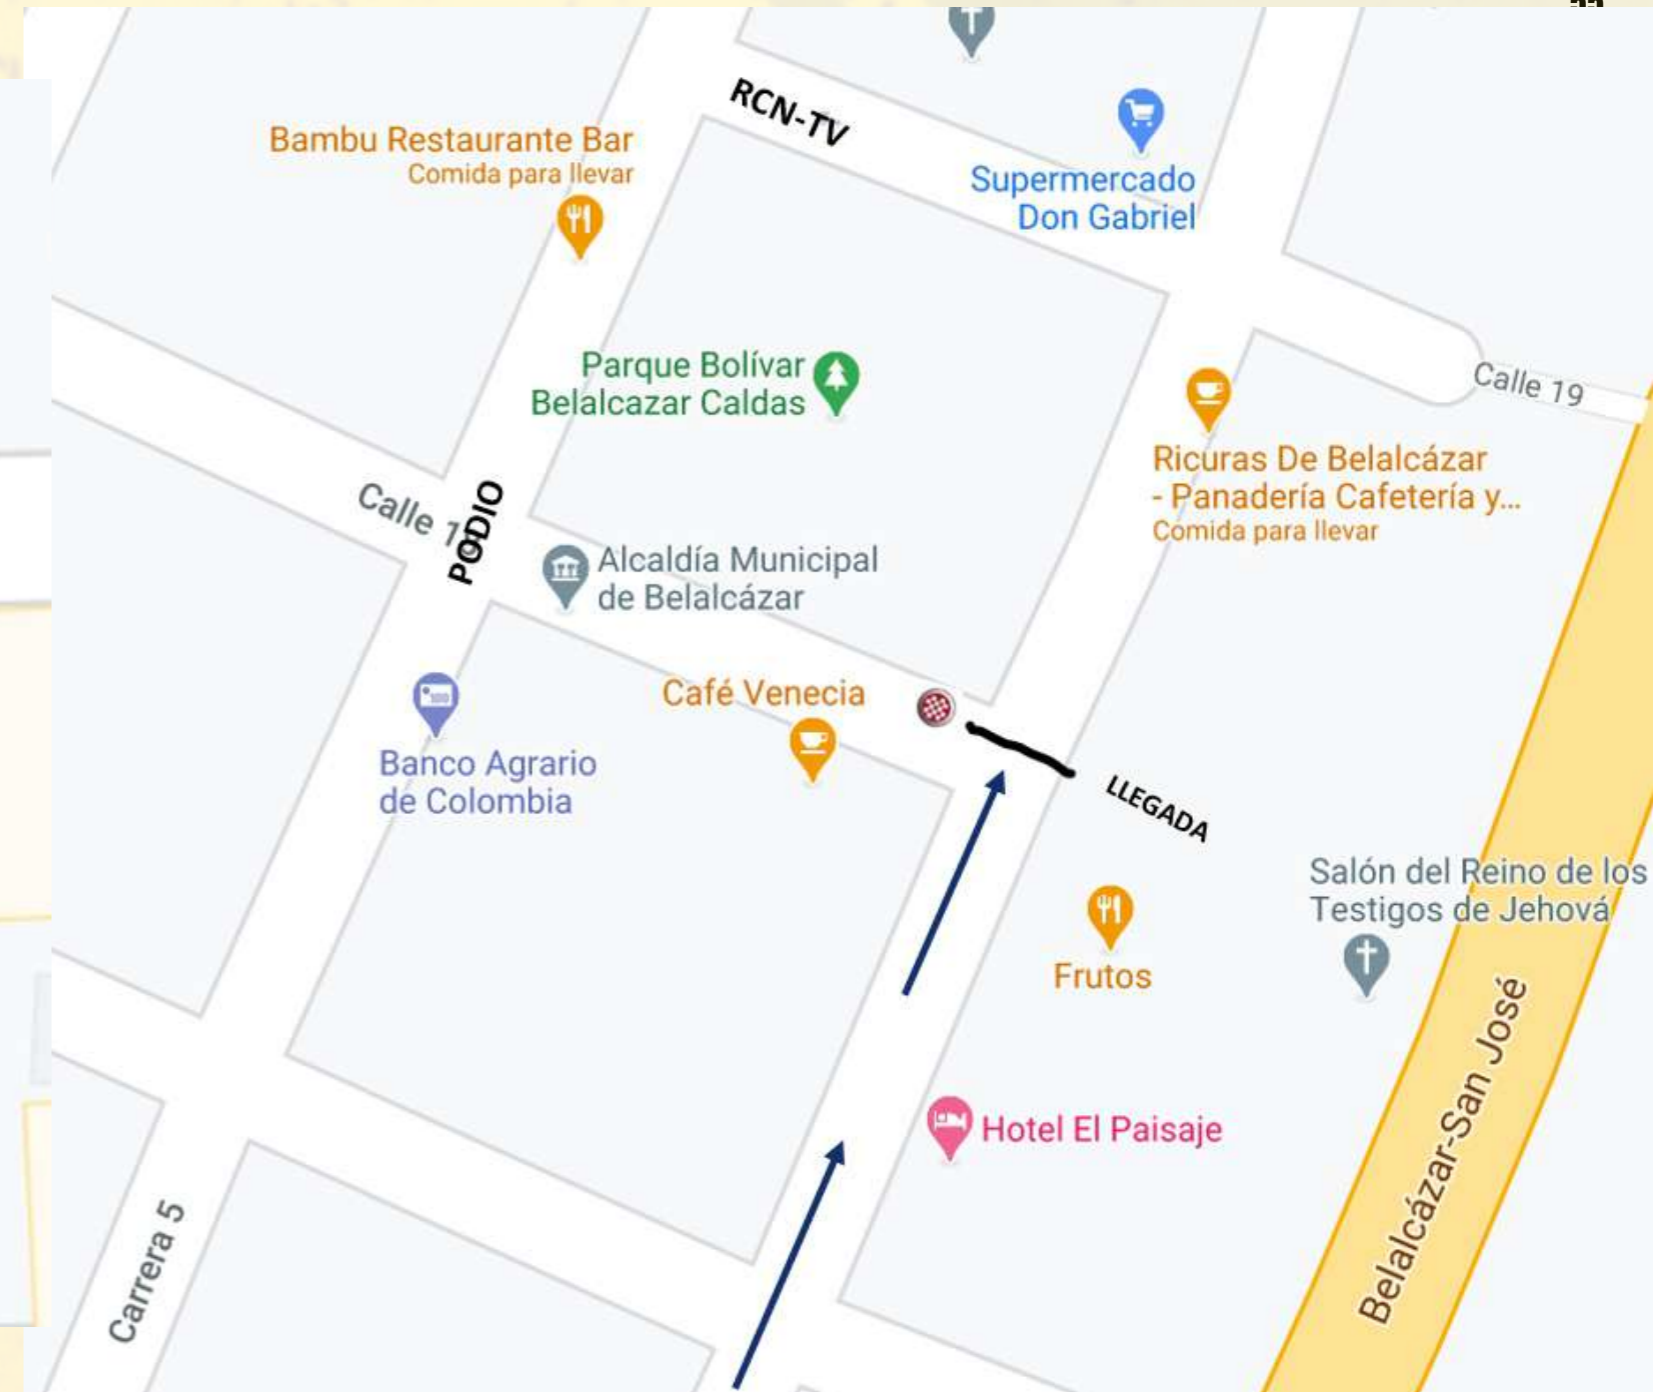 RCN-TV
Bambu Restaurante Bar
Comida para llevar
Supermercado
Don Gabriel
Parque Bolívar
Belalcazar Caldas
Calle 19
Ricuras De Belalcázar
- Panadería Cafetería y...
Comida para llevar
Calle
PODIO
Alcaldía Municipal
de Belalcázar
Café Venecia
Banco Agrario
de Colombia
LLEGADA
Salón del Reino de los
Testigos de Jehová
Frutos
Hotel El Paisaje
Belalcázar-San José
Carrera 5